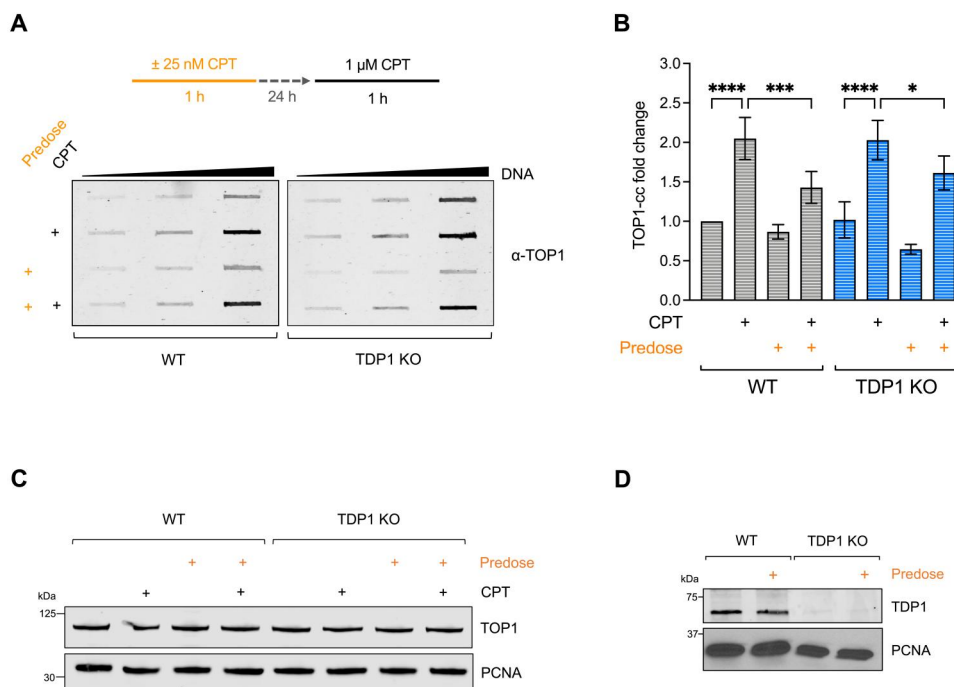 A
± 25 nM CPT
1 µM CPT
1 h
24 h
1 h
Predose
CPT
DNA
+
+
+
+
α-TOP1
WT
TDP1 KO
B
TOP1-cc fold change
3.0
2.5
2.0
1.5
1.0
0.5
0.0
**** *** **** *
CPT + + + +
Predose + + + +
WT TDP1 KO
C
WT TDP1 KO
+ + + + Predose
kDa + + + + CPT
125 TOP1
30 PCNA
D
WT TDP1 KO
+ + Predose
kDa
75 TDP1
37 PCNA